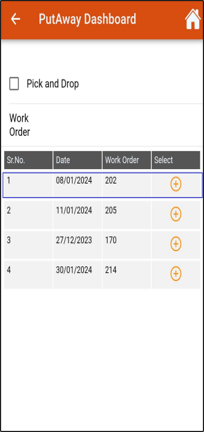 PutAway Dashboard
Pick and Drop
Work
Order
Sr.No. Date Work Order Select
1 08/01/2024 202
2 11/01/2024 205
3 27/12/2023 170
4 30/01/2024 214